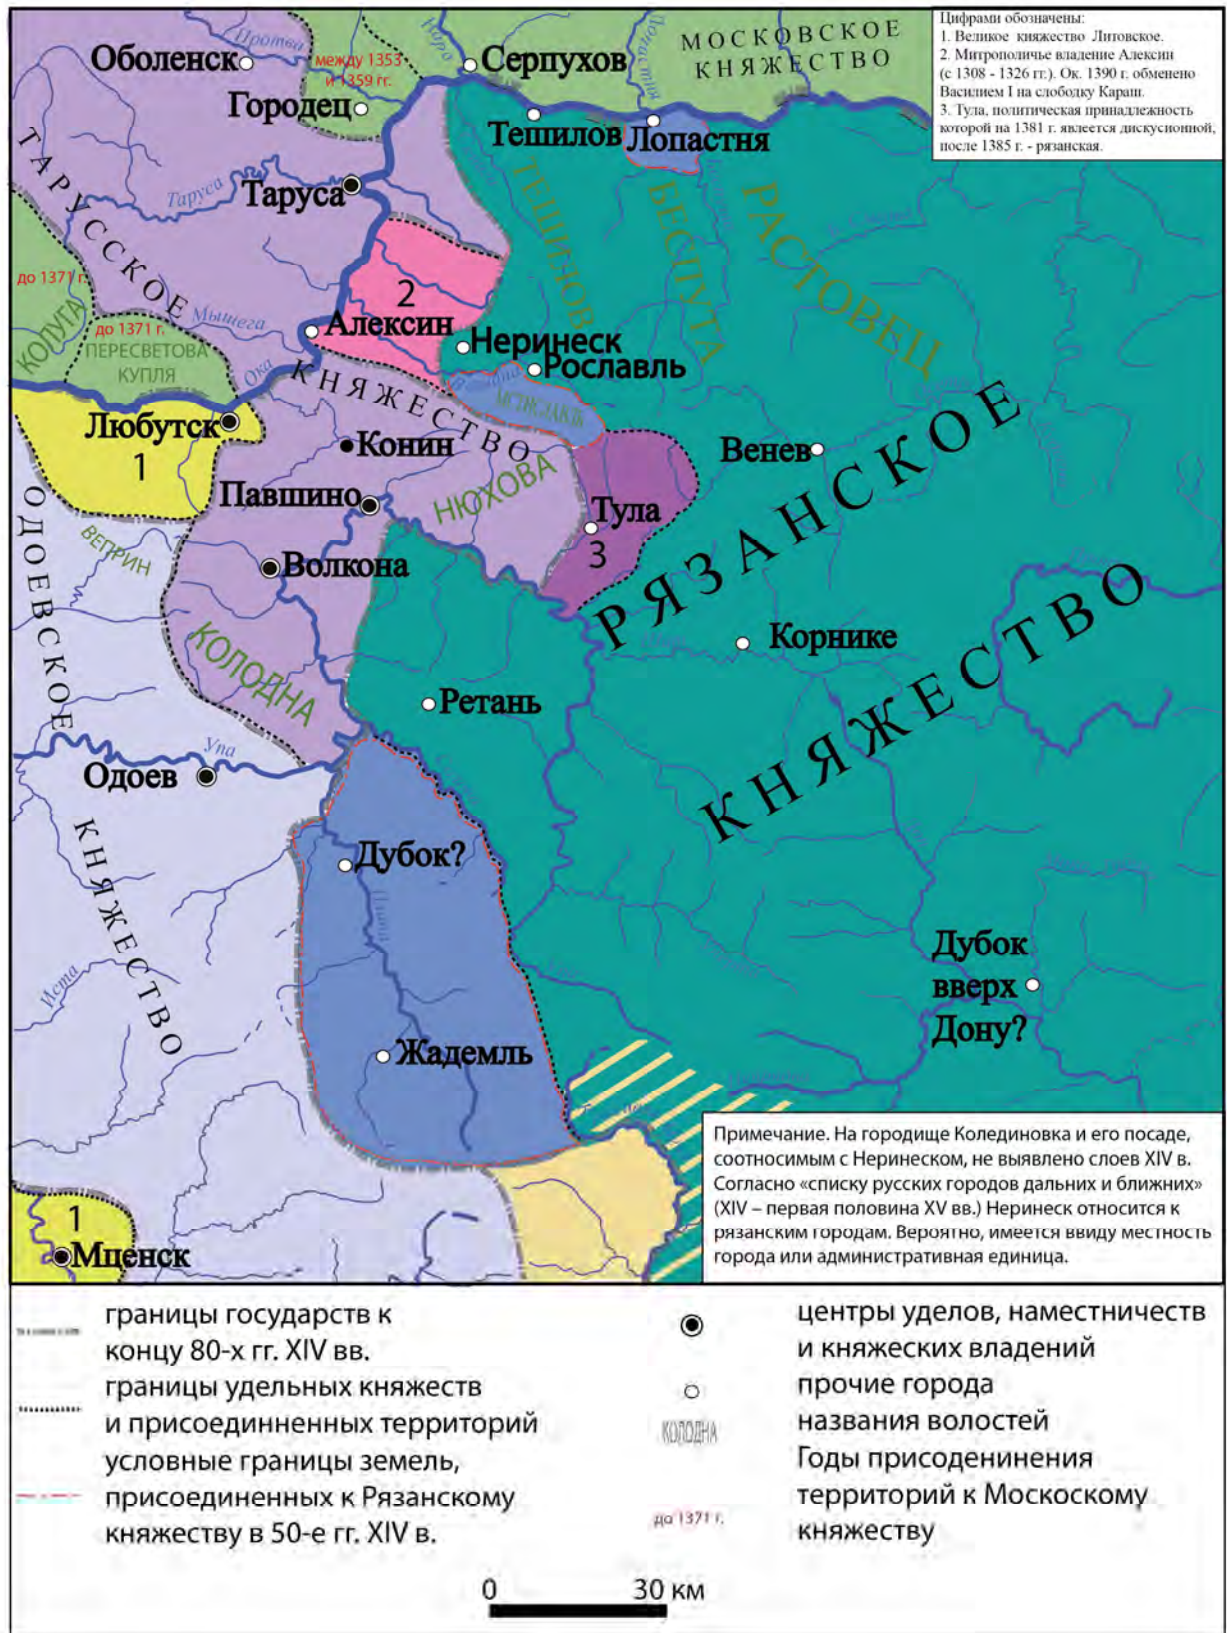 Цифрами обозначены:
1. Великое княжество Литовское.
2. Митрополичье владение Алексин
(с 1308 - 1326 гг.). Ок. 1390 г. обменено
Василием I на слободку Караш.
3. Тула, политическая принадлежность
которой на 1381 г. является дискусионной,
после 1385 г. - рязанская.
МОСКОВСКОЕ
КНЯЖЕСТВО
Оболенск
Протва
Нара
Серпухов
между 1353
и 1359 гг.
Городец
Тешилов
Лопастня
ТАРУССКОЕ
КНЯЖЕСТВО
Таруса
Таруса
ТЕШИЛОВ
БЕСПУТА
РАСТОВЕЦ
до 1371 г.
КОЛУГА
2
Мышега
до 1371 г.
ПЕРЕСВЕТОВА
КУПЛЯ
Алексин
Ока
Неринеск
Рославль
Любутск
1
Конин
Венев
Павшино
НЮХОВА
Тула
3
РЯЗАНСКОЕ
КНЯЖЕСТВО
ОДОЕВСКОЕ
КНЯЖЕСТВО
ВЕПРИН
Волкона
КОЛОДНА
Корнике
Ретань
Упа
Одоев
Дубок?
Иста
Жадемль
Дубок
вверх
Дону?
1
Мценск
Примечание. На городище Колединовка и его посаде,
соотносимым с Неринеском, не выявлено слоев XIV в.
Согласно «списку русских городов дальних и ближних»
(XIV – первая половина XV вв.) Неринеск относится к
рязанским городам. Вероятно, имеется ввиду местность
города или административная единица.
границы государств к
концу 80-х гг. XIV вв.
границы удельных княжеств
и присоединненных территорий
условные границы земель,
присоединенных к Рязанскому
княжеству в 50-е гг. XIV в.
центры уделов, наместничеств
и княжеских владений
прочие города
КОЛОДНА
названия волостей
до 1371 г.
Годы присоденинения
территорий к Москоскому
княжеству
0 30 км